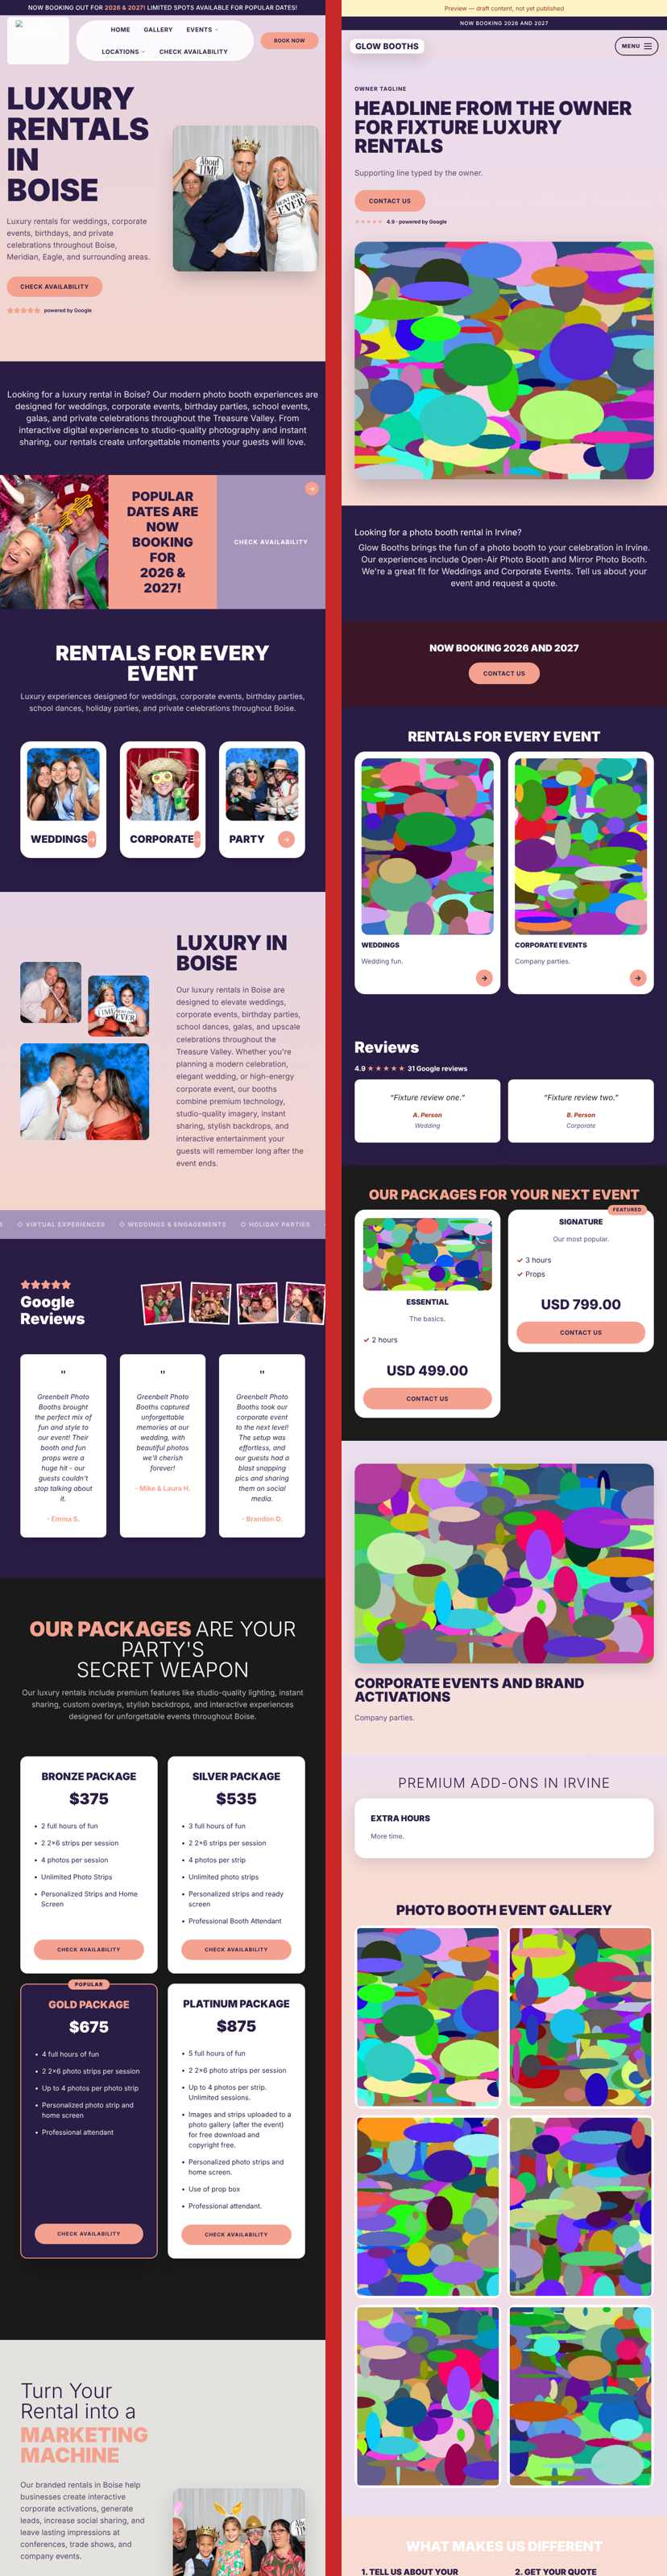 NOW BOOKING OUT FOR 2026 & 2027! LIMITED SPOTS AVAILABLE FOR POPULAR DATES!
HOME GALLERY EVENTS
LOCATIONS CHECK AVAILABILITY
BOOK NOW
LUXURY
RENTALS
IN
BOISE
Luxury rentals for weddings, corporate
events, birthdays, and private
celebrations throughout Boise,
Meridian, Eagle, and surrounding areas.
CHECK AVAILABILITY
powered by Google
About
TIME
BEST DAY
EVER
Looking for a luxury rental in Boise? Our modern photo booth experiences are
designed for weddings, corporate events, birthday parties, school events,
galas, and private celebrations throughout the Treasure Valley. From
interactive digital experiences to studio-quality photography and instant
sharing, our rentals create unforgettable moments your guests will love.
POPULAR
DATES ARE
NOW
BOOKING
FOR
2026 &
2027!
CHECK AVAILABILITY
RENTALS FOR EVERY
EVENT
Luxury experiences designed for weddings, corporate events, birthday parties,
school dances, holiday parties, and private celebrations throughout Boise.
WEDDINGS
CORPORATE
PARTY
LUXURY IN
BOISE
Our luxury rentals in Boise are
designed to elevate weddings,
corporate events, birthday parties,
school dances, galas, and upscale
celebrations throughout the
Treasure Valley. Whether you're
planning a modern celebration,
elegant wedding, or high-energy
corporate event, our booths
combine premium technology,
studio-quality imagery, instant
sharing, stylish backdrops, and
interactive entertainment your
guests will remember long after the
event ends.
VIRTUAL EXPERIENCES ◇ WEDDINGS & ENGAGEMENTS ◇ HOLIDAY PARTIES
Google
Reviews
"
Greenbelt Photo
Booths brought
the perfect mix of
fun and style to
our event! Their
booth and fun
props were a
huge hit - our
guests couldn't
stop talking about
it.
- Emma S.
"
Greenbelt Photo
Booths captured
unforgettable
memories at our
wedding, with
beautiful photos
we'll cherish
forever!
- Mike & Laura H.
"
Greenbelt Photo
Booths took our
corporate event
to the next level!
The setup was
effortless, and
our guests had a
blast snapping
pics and sharing
them on social
media.
- Brandon D.
OUR PACKAGES ARE YOUR
PARTY'S
SECRET WEAPON
Our luxury rentals include premium features like studio-quality lighting, instant
sharing, custom overlays, stylish backdrops, and interactive experiences
designed for unforgettable events throughout Boise.
BRONZE PACKAGE
$375
• 2 full hours of fun
• 2 2×6 strips per session
• 4 photos per session
• Unlimited Photo Strips
• Personalized Strips and Home
Screen
CHECK AVAILABILITY
SILVER PACKAGE
$535
• 3 full hours of fun
• 2 2×6 strips per session
• 4 photos per strip
• Unlimited photo strips
• Personalized strips and ready
screen
• Professional Booth Attendant
CHECK AVAILABILITY
POPULAR
GOLD PACKAGE
$675
• 4 full hours of fun
• 2 2×6 photo strips per session
• Up to 4 photos per photo strip
• Personalized photo strip and
home screen
• Professional attendant
CHECK AVAILABILITY
PLATINUM PACKAGE
$875
• 5 full hours of fun
• 2 2×6 photo strips per session
• Up to 4 photos per strip.
Unlimited sessions.
• Images and strips uploaded to a
photo gallery (after the event)
for free download and
copyright free.
• Personalized photo strips and
home screen.
• Use of prop box
• Professional attendant.
CHECK AVAILABILITY
Turn Your
Rental into a
MARKETING
MACHINE
Our branded rentals in Boise help
businesses create interactive
corporate activations, generate
leads, increase social sharing, and
leave lasting impressions at
conferences, trade shows, and
company events.
Preview — draft content, not yet published
NOW BOOKING 2026 AND 2027
GLOW BOOTHS
MENU
OWNER TAGLINE
HEADLINE FROM THE OWNER
FOR FIXTURE LUXURY
RENTALS
Supporting line typed by the owner.
CONTACT US
★★★★★ 4.9 · powered by Google
Looking for a photo booth rental in Irvine?
Glow Booths brings the fun of a photo booth to your celebration in Irvine.
Our experiences include Open-Air Photo Booth and Mirror Photo Booth.
We're a great fit for Weddings and Corporate Events. Tell us about your
event and request a quote.
NOW BOOKING 2026 AND 2027
CONTACT US
RENTALS FOR EVERY EVENT
WEDDINGS
Wedding fun.
CORPORATE EVENTS
Company parties.
Reviews
4.9 ★★★★★ 31 Google reviews
"Fixture review one."
A. Person
Wedding
"Fixture review two."
B. Person
Corporate
OUR PACKAGES FOR YOUR NEXT EVENT
ESSENTIAL
The basics.
✓ 2 hours
USD 499.00
CONTACT US
FEATURED
SIGNATURE
Our most popular.
✓ 3 hours
✓ Props
USD 799.00
CONTACT US
CORPORATE EVENTS AND BRAND
ACTIVATIONS
Company parties.
PREMIUM ADD-ONS IN IRVINE
EXTRA HOURS
More time.
PHOTO BOOTH EVENT GALLERY
WHAT MAKES US DIFFERENT
1. TELL US ABOUT YOUR
2. GET YOUR QUOTE